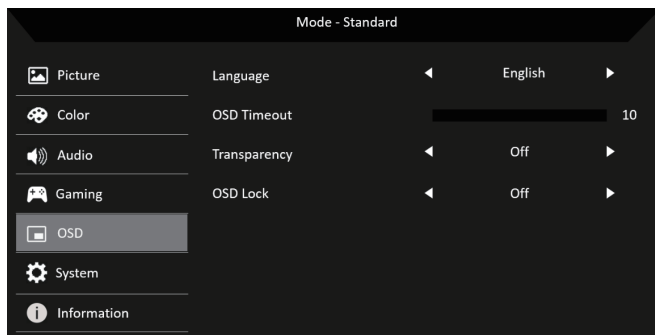 Mode - Standard
Picture
Color
Audio
Gaming
OSD
System
Information
Language English
OSD Timeout 10
Transparency Off
OSD Lock Off